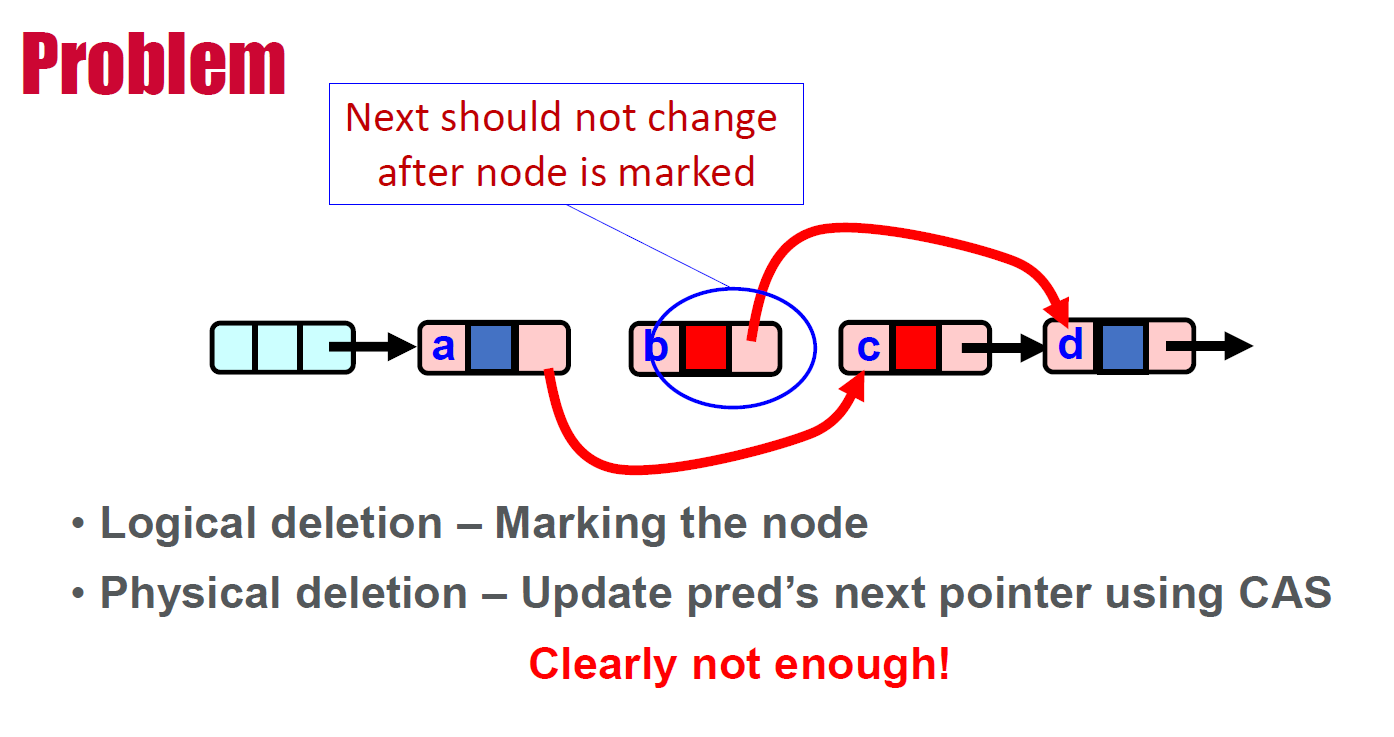 Problem
Next should not change
after node is marked
a b c d
• Logical deletion – Marking the node
• Physical deletion – Update pred’s next pointer using CAS
Clearly not enough!